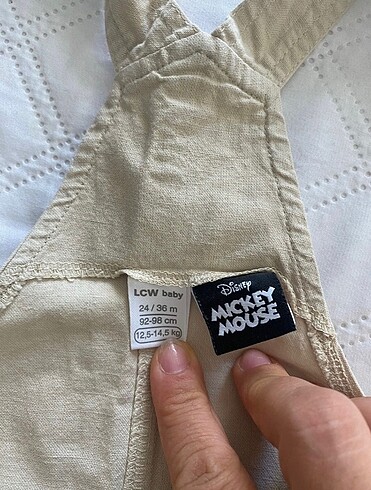 LCW baby
24 / 36 m
92-98 cm
12,5-14,5 kg
Disney
MICKEY
MOUSE